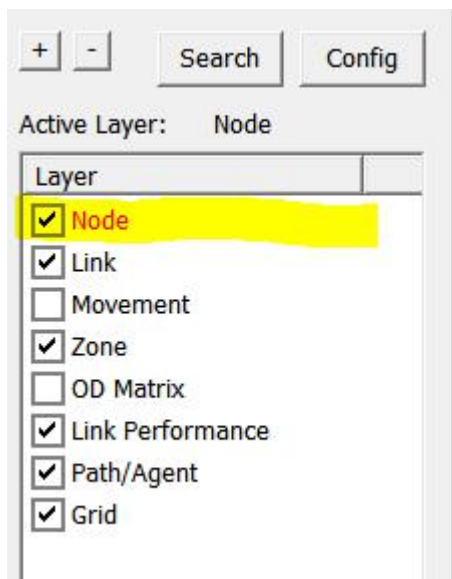 + - Search Config
Active Layer: Node
Layer
Node
Link
Movement
Zone
OD Matrix
Link Performance
Path/Agent
Grid